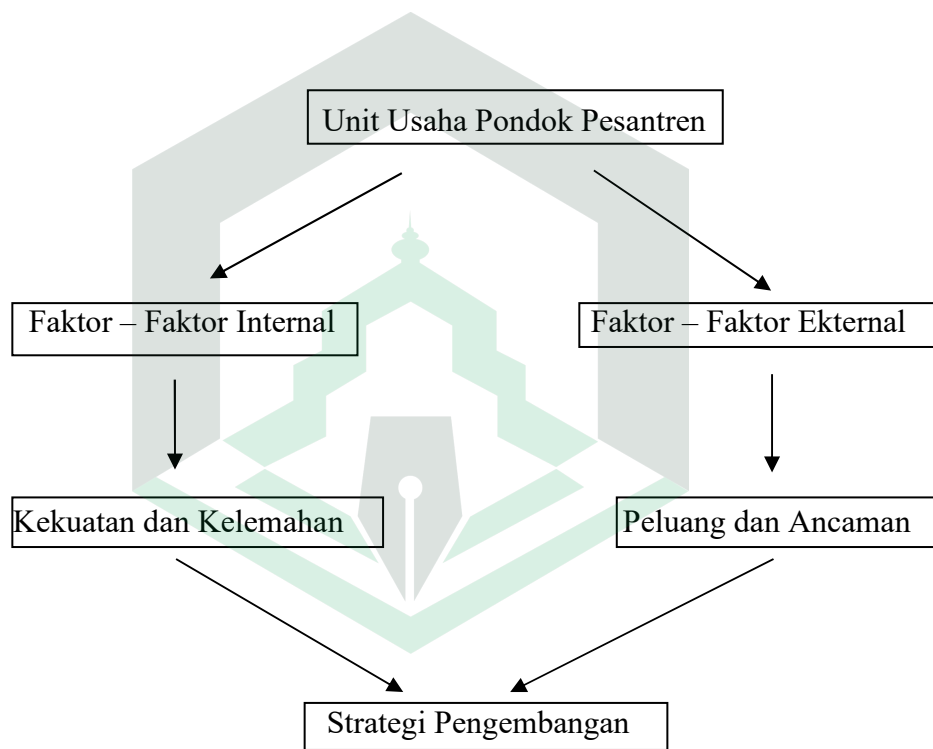 Unit Usaha Pondok Pesantren
Faktor – Faktor Internal
Faktor – Faktor Ekternal
Kekuatan dan Kelemahan
Peluang dan Ancaman
Strategi Pengembangan